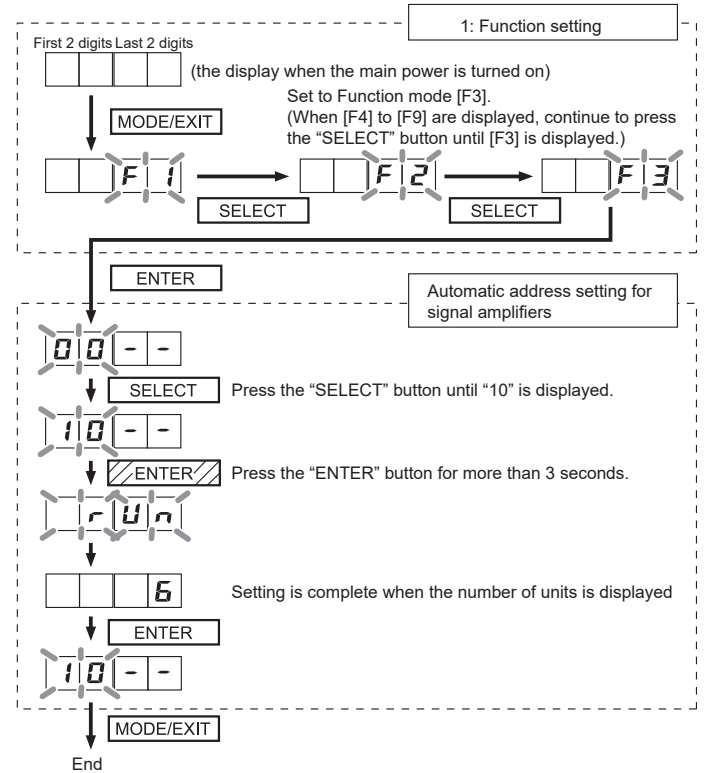 1: Function setting
First 2 digits Last 2 digits
(the display when the main power is turned on)
Set to Function mode [F3].
(When [F4] to [F9] are displayed, continue to press
the “SELECT” button until [F3] is displayed.)
MODE/EXIT
F 1
F 2
F 3
SELECT
SELECT
ENTER
Automatic address setting for
signal amplifiers
0 0 - -
SELECT
Press the “SELECT” button until “10” is displayed.
1 0 - -
ENTER
Press the “ENTER” button for more than 3 seconds.
r U n
6
Setting is complete when the number of units is displayed
ENTER
1 0 - -
MODE/EXIT
End